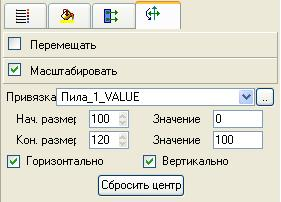 Перемещать
Масштабировать
Привязка Пила_1_VALUE ..
Нач. размер 100 Значение 0
Кон. размер 120 Значение 100
Горизонтально Вертикально
Сбросить центр